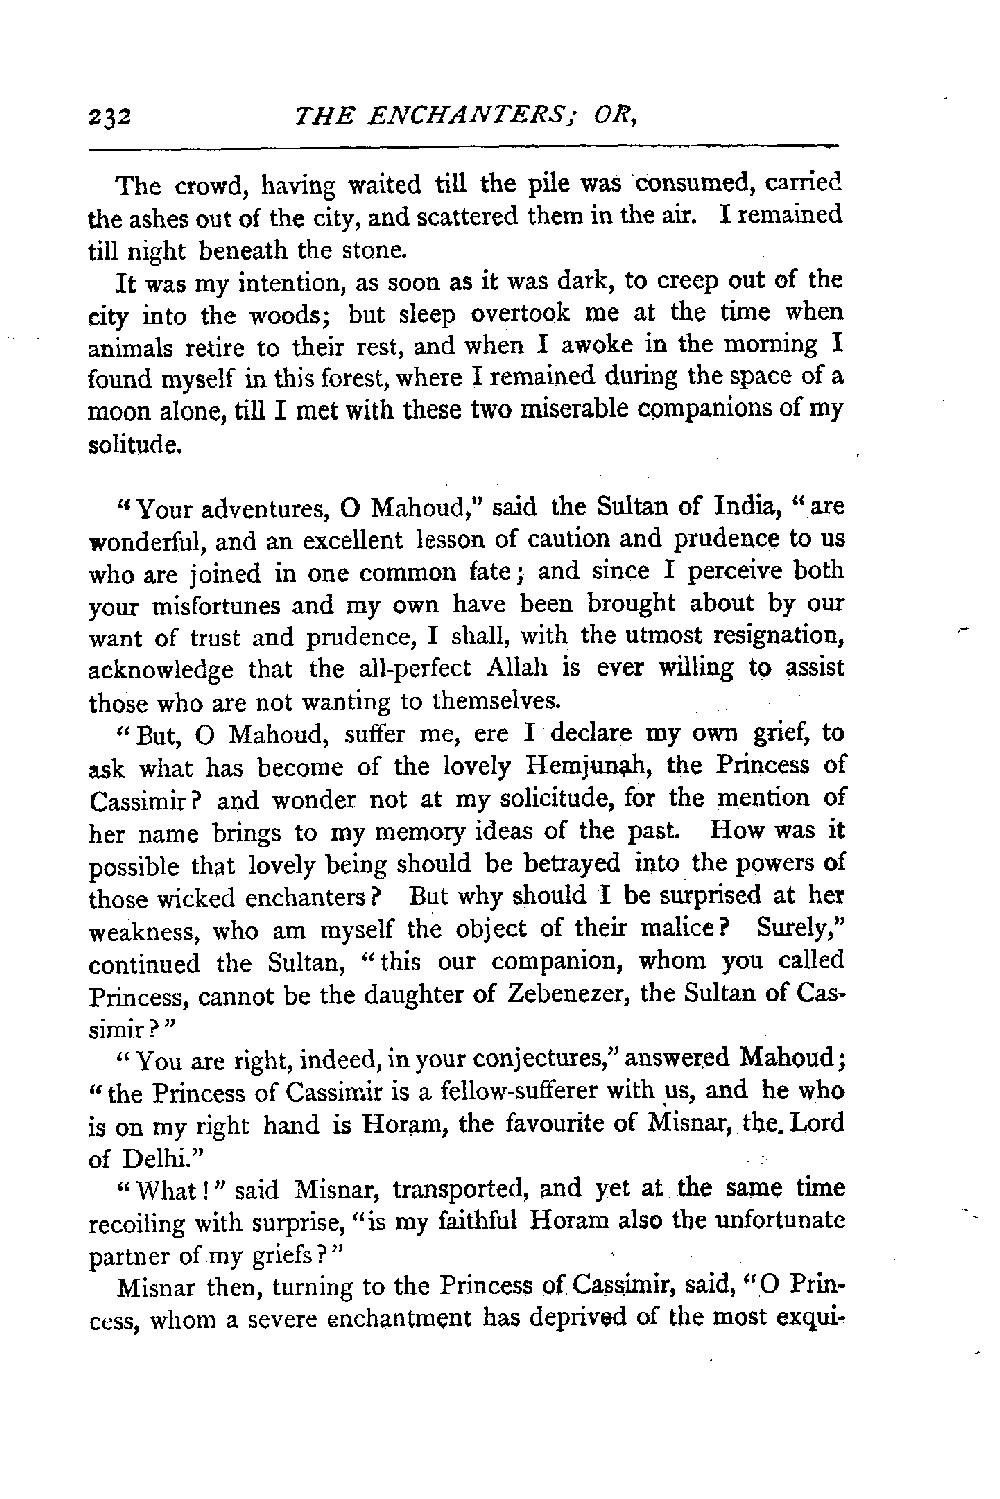 232 THE ENCHANTERS; OR,
The crowd, having waited till the pile was consumed, carried
the ashes out of the city, and scattered them in the air. I remained
till night beneath the stone.
It was my intention, as soon as it was dark, to creep out of the
city into the woods; but sleep overtook me at the time when
animals retire to their rest, and when I awoke in the morning I
found myself in this forest, where I remained during the space of a
moon alone, till I met with these two miserable companions of my
solitude.
"Your adventures, O Mahoud," said the Sultan of India, "are
wonderful, and an excellent lesson of caution and prudence to us
who are joined in one common fate; and since I perceive both
your misfortunes and my own have been brought about by our
want of trust and prudence, I shall, with the utmost resignation,
acknowledge that the all-perfect Allah is ever willing to assist
those who are not wanting to themselves.
"But, O Mahoud, suffer me, ere I declare my own grief, to
ask what has become of the lovely Hemjunah, the Princess of
Cassimir? and wonder not at my solicitude, for the mention of
her name brings to my memory ideas of the past. How was it
possible that lovely being should be betrayed into the powers of
those wicked enchanters? But why should I be surprised at her
weakness, who am myself the object of their malice? Surely,"
continued the Sultan, "this our companion, whom you called
Princess, cannot be the daughter of Zebenezer, the Sultan of Cas-
simir?"
"You are right, indeed, in your conjectures," answered Mahoud;
"the Princess of Cassimir is a fellow-sufferer with us, and he who
is on my right hand is Horam, the favourite of Misnar, the Lord
of Delhi."
"What!" said Misnar, transported, and yet at the same time
recoiling with surprise, "is my faithful Horam also the unfortunate
partner of my griefs?"
Misnar then, turning to the Princess of Cassimir, said, "O Prin-
cess, whom a severe enchantment has deprived of the most exqui-